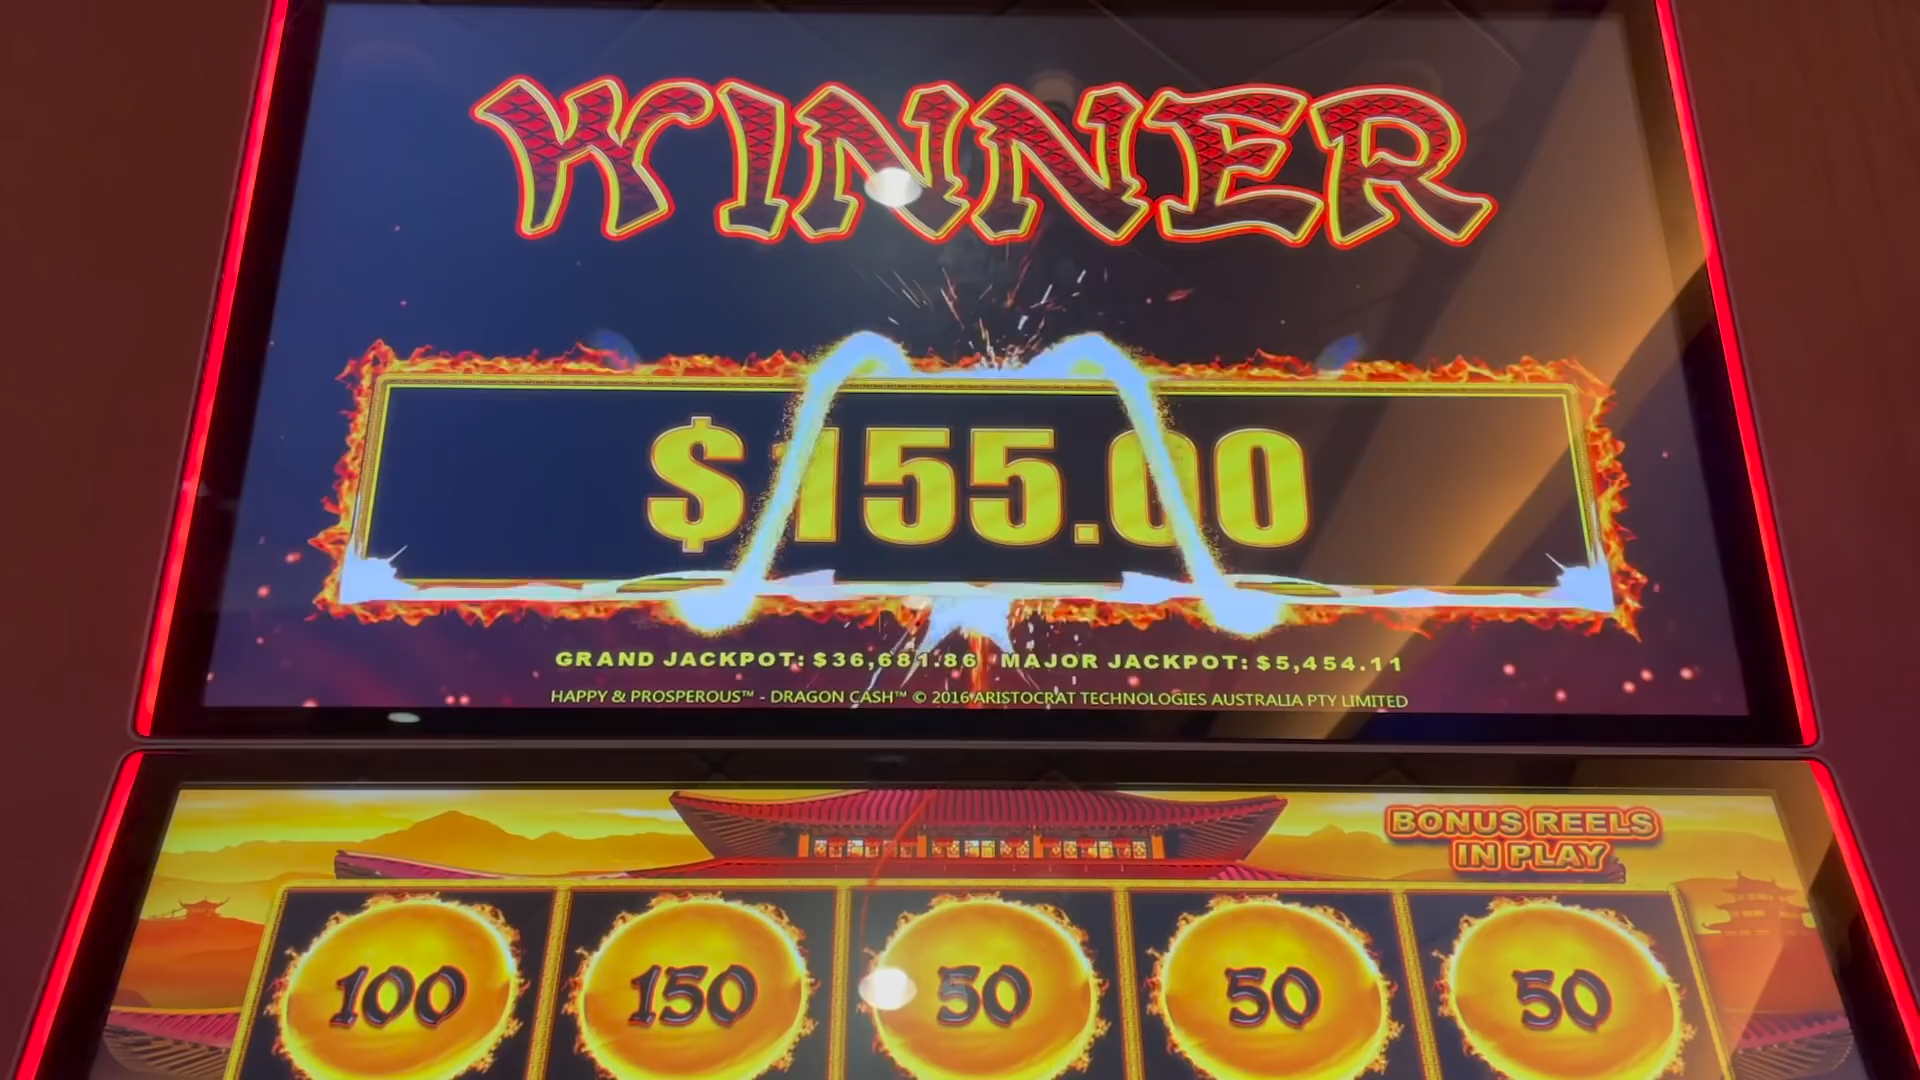 WINNER
$155.00
GRAND JACKPOT: $36,681.86 MAJOR JACKPOT: $5,454.11
HAPPY & PROSPEROUS™ - DRAGON CASH™ © 2016 ARISTOCRAT TECHNOLOGIES AUSTRALIA PTY LIMITED
BONUS REELS
IN PLAY
100 150 50 50 50